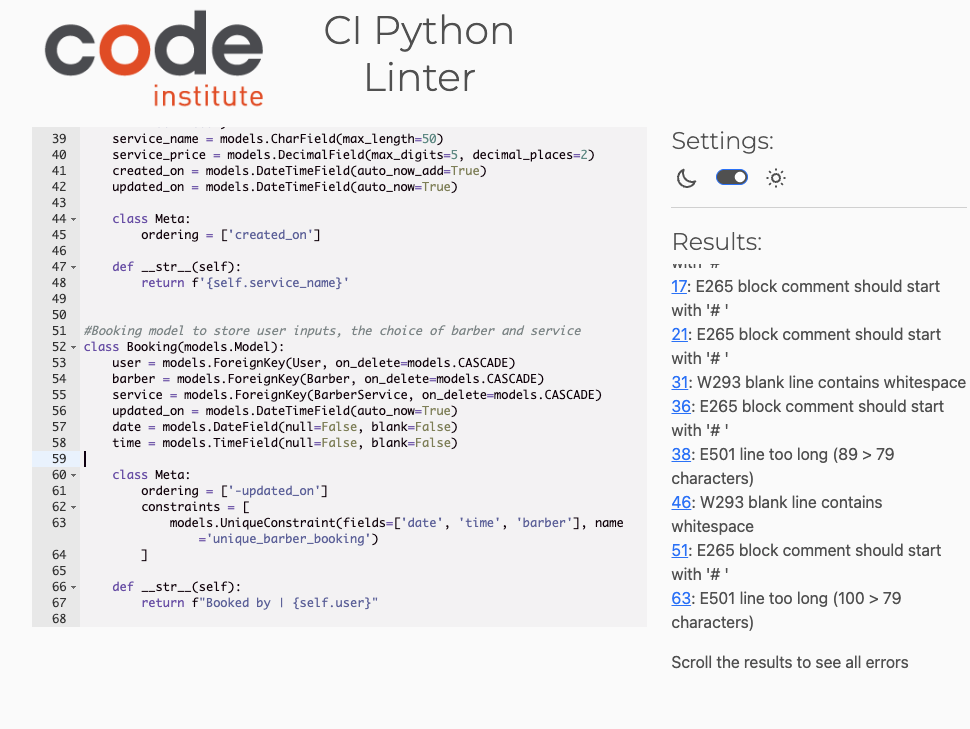 code
institute
CI Python
Linter
39 service_name = models.CharField(max_length=50)
40 service_price = models.DecimalField(max_digits=5, decimal_places=2)
41 created_on = models.DateTimeField(auto_now_add=True)
42 updated_on = models.DateTimeField(auto_now=True)
43
44 class Meta:
45 ordering = ['created_on']
46
47 def __str__(self):
48 return f'{self.service_name}'
49
50
51 #Booking model to store user inputs, the choice of barber and service
52 class Booking(models.Model):
53 user = models.ForeignKey(User, on_delete=models.CASCADE)
54 barber = models.ForeignKey(Barber, on_delete=models.CASCADE)
55 service = models.ForeignKey(BarberService, on_delete=models.CASCADE)
56 updated_on = models.DateTimeField(auto_now=True)
57 date = models.DateField(null=False, blank=False)
58 time = models.TimeField(null=False, blank=False)
59
60 class Meta:
61 ordering = ['-updated_on']
62 constraints = [
63 models.UniqueConstraint(fields=['date', 'time', 'barber'], name
='unique_barber_booking')
64 ]
65
66 def __str__(self):
67 return f"Booked by | {self.user}"
68
Settings:
Results:
with '# '
17: E265 block comment should start
with '# '
21: E265 block comment should start
with '# '
31: W293 blank line contains whitespace
36: E265 block comment should start
with '# '
38: E501 line too long (89 > 79
characters)
46: W293 blank line contains
whitespace
51: E265 block comment should start
with '# '
63: E501 line too long (100 > 79
characters)
Scroll the results to see all errors